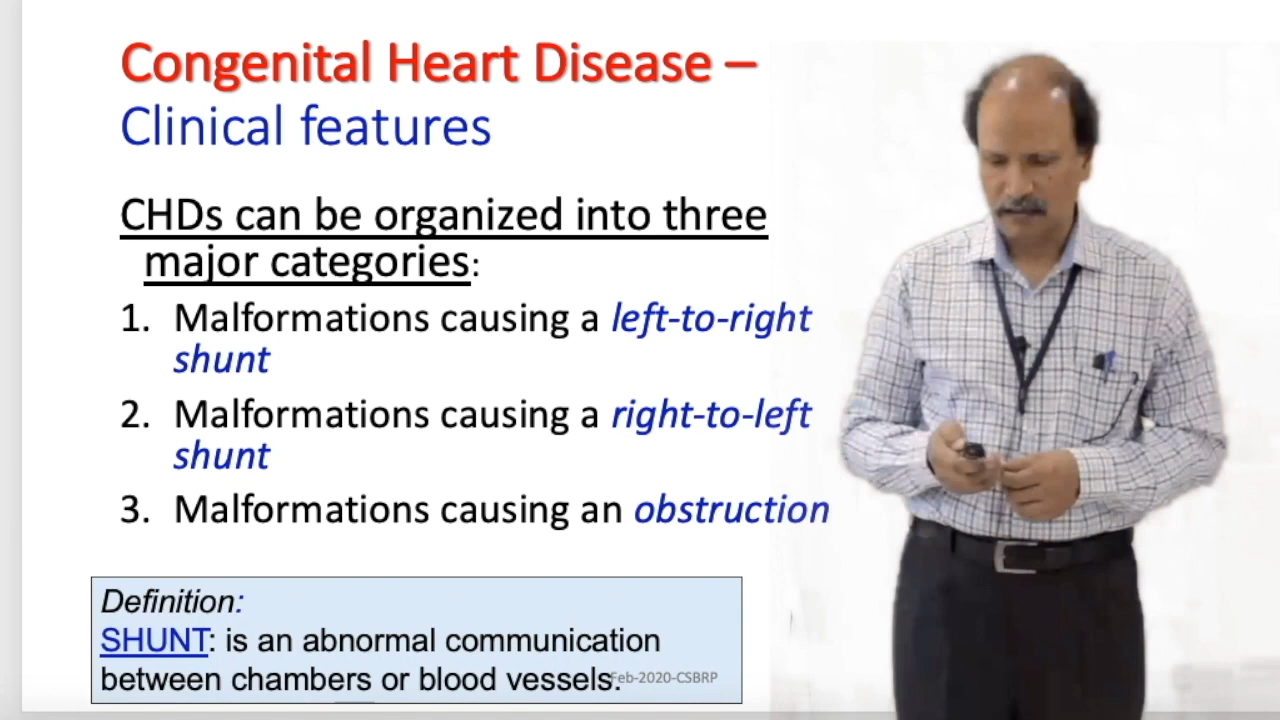 Congenital Heart Disease –
Clinical features
CHDs can be organized into three
major categories:
1. Malformations causing a left-to-right
shunt
2. Malformations causing a right-to-left
shunt
3. Malformations causing an obstruction
Definition:
SHUNT: is an abnormal communication
between chambers or blood vessels.
Feb-2020-CSBRP